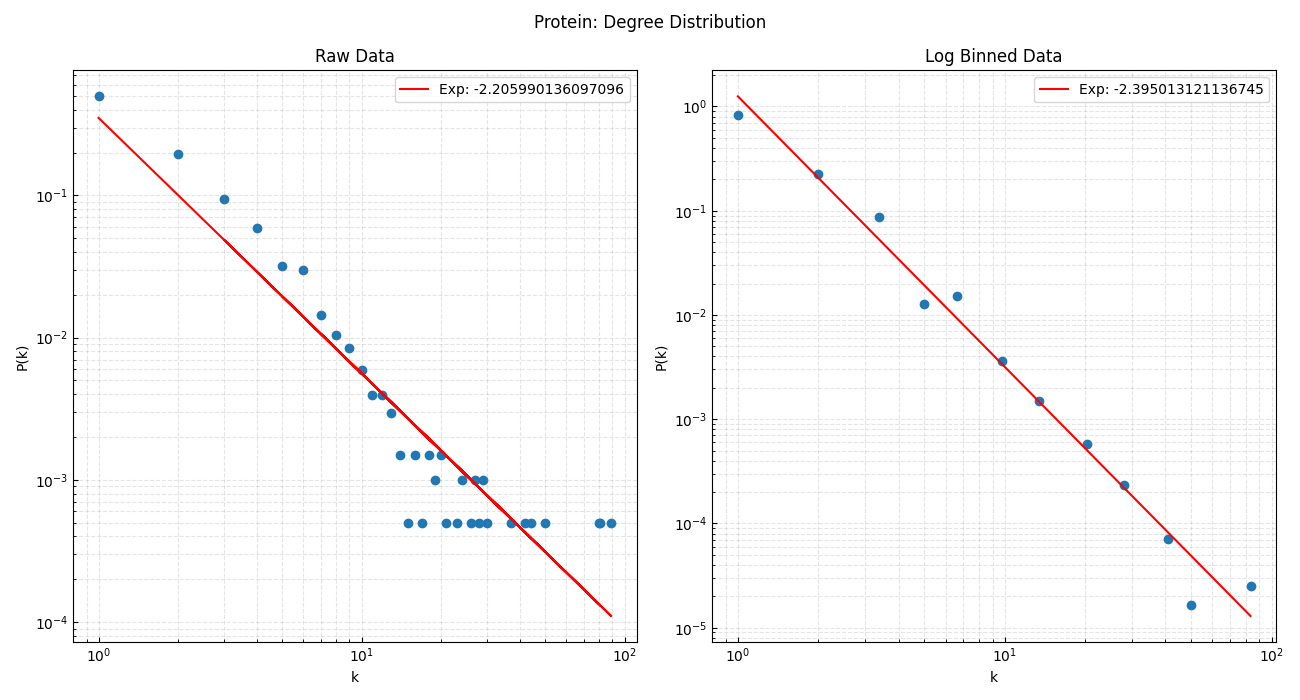 Protein: Degree Distribution
Raw Data
Exp: -2.205990136097096
P(k)
10^-1
10^-2
10^-3
10^-4
10^0
10^1
10^2
k
Log Binned Data
Exp: -2.395013121136745
P(k)
10^0
10^-1
10^-2
10^-3
10^-4
10^-5
10^0
10^1
10^2
k